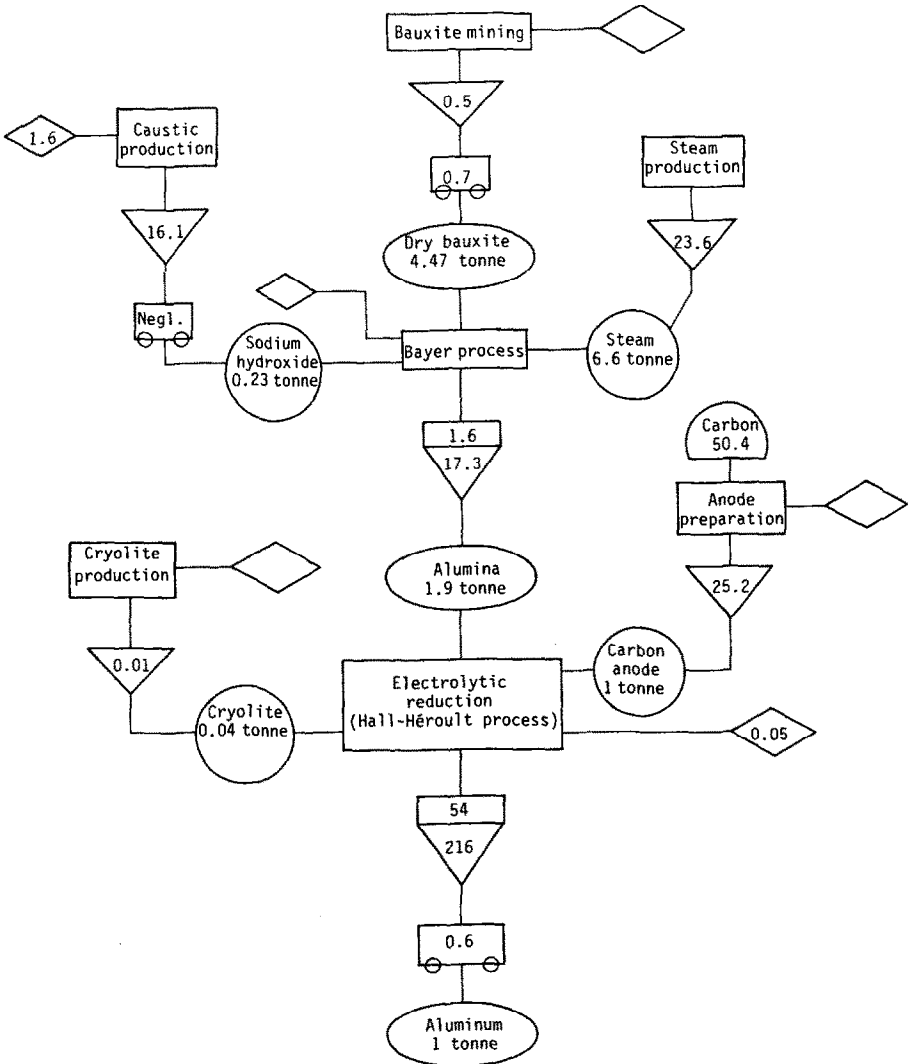 Bauxite mining
0.5
1.6
Caustic
production
Steam
production
0.7
16.1
23.6
Dry bauxite
4.47 tonne
Negl.
Sodium
hydroxide
0.23 tonne
Bayer process
Steam
6.6 tonne
1.6
17.3
Carbon
50.4
Anode
preparation
Cryolite
production
Alumina
1.9 tonne
25.2
0.01
Carbon
anode
1 tonne
Electrolytic
reduction
(Hall-Héroult process)
Cryolite
0.04 tonne
0.05
54
216
0.6
Aluminum
1 tonne